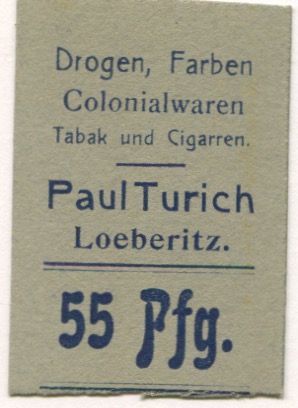 Drogen, Farben
Colonialwaren
Tabak und Cigarren.
Paul Turich
Loeberitz.
55 Pfg.